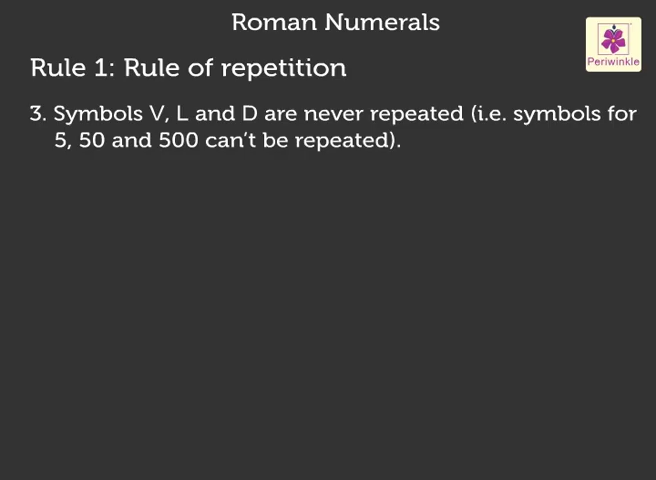 Roman Numerals
Periwinkle
Rule 1: Rule of repetition
3. Symbols V, L and D are never repeated (i.e. symbols for
5, 50 and 500 can't be repeated).